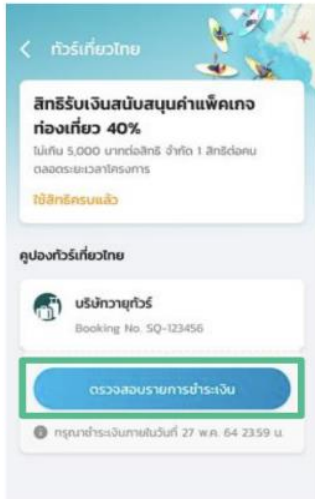 ทัวร์เที่ยวไทย
สิทธิรับเงินสนับสนุนค่าแพ็คเกจ
ท่องเที่ยว 40%
ไม่เกิน 5,000 บาทต่อสิทธิ จำกัด 1 สิทธิต่อคน
ตลอดระยะเวลาโครงการ
ใช้สิทธิครบแล้ว
คูปองทัวร์เที่ยวไทย
บริษัทวายุทัวร์
Booking No. SQ-123456
ตรวจสอบรายการชำระเงิน
กรุณาชำระเงินภายในวันที่ 27 พ.ค. 64 23:59 น.